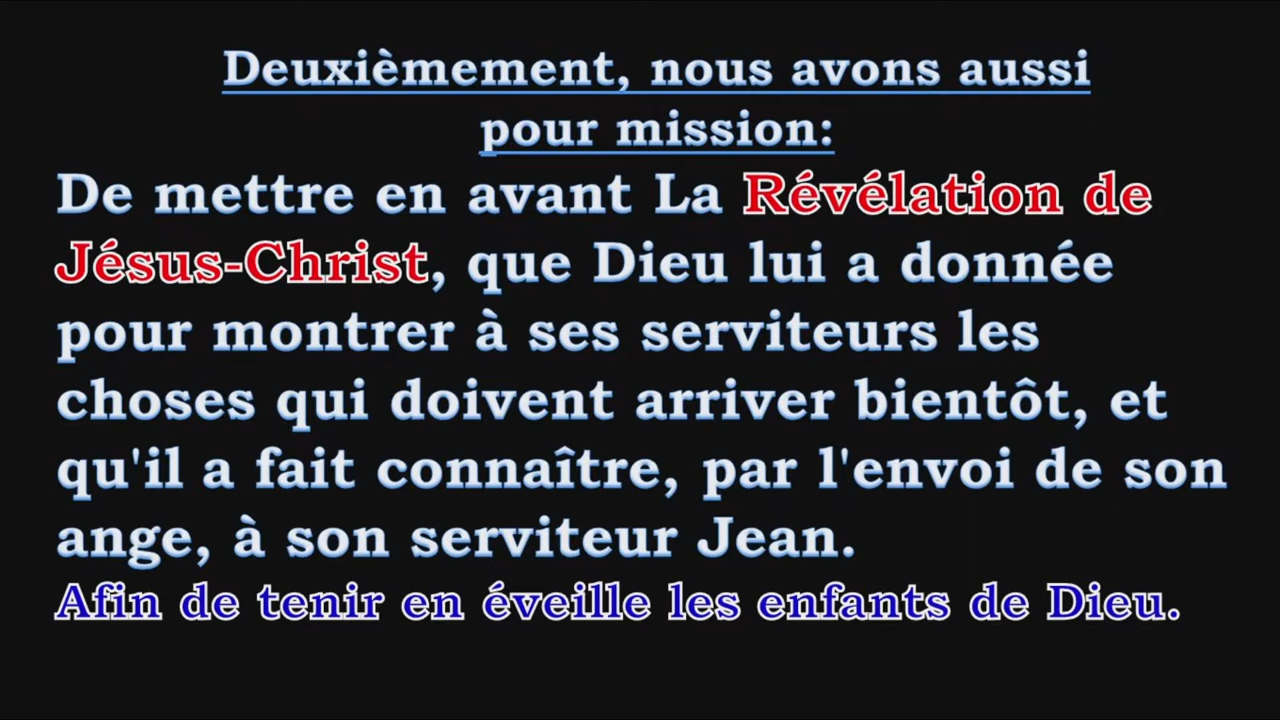 Deuxièmement, nous avons aussi
pour mission:
De mettre en avant La Révélation de
Jésus-Christ, que Dieu lui a donnée
pour montrer à ses serviteurs les
choses qui doivent arriver bientôt, et
qu'il a fait connaître, par l'envoi de son
ange, à son serviteur Jean.
Afin de tenir en éveille les enfants de Dieu.